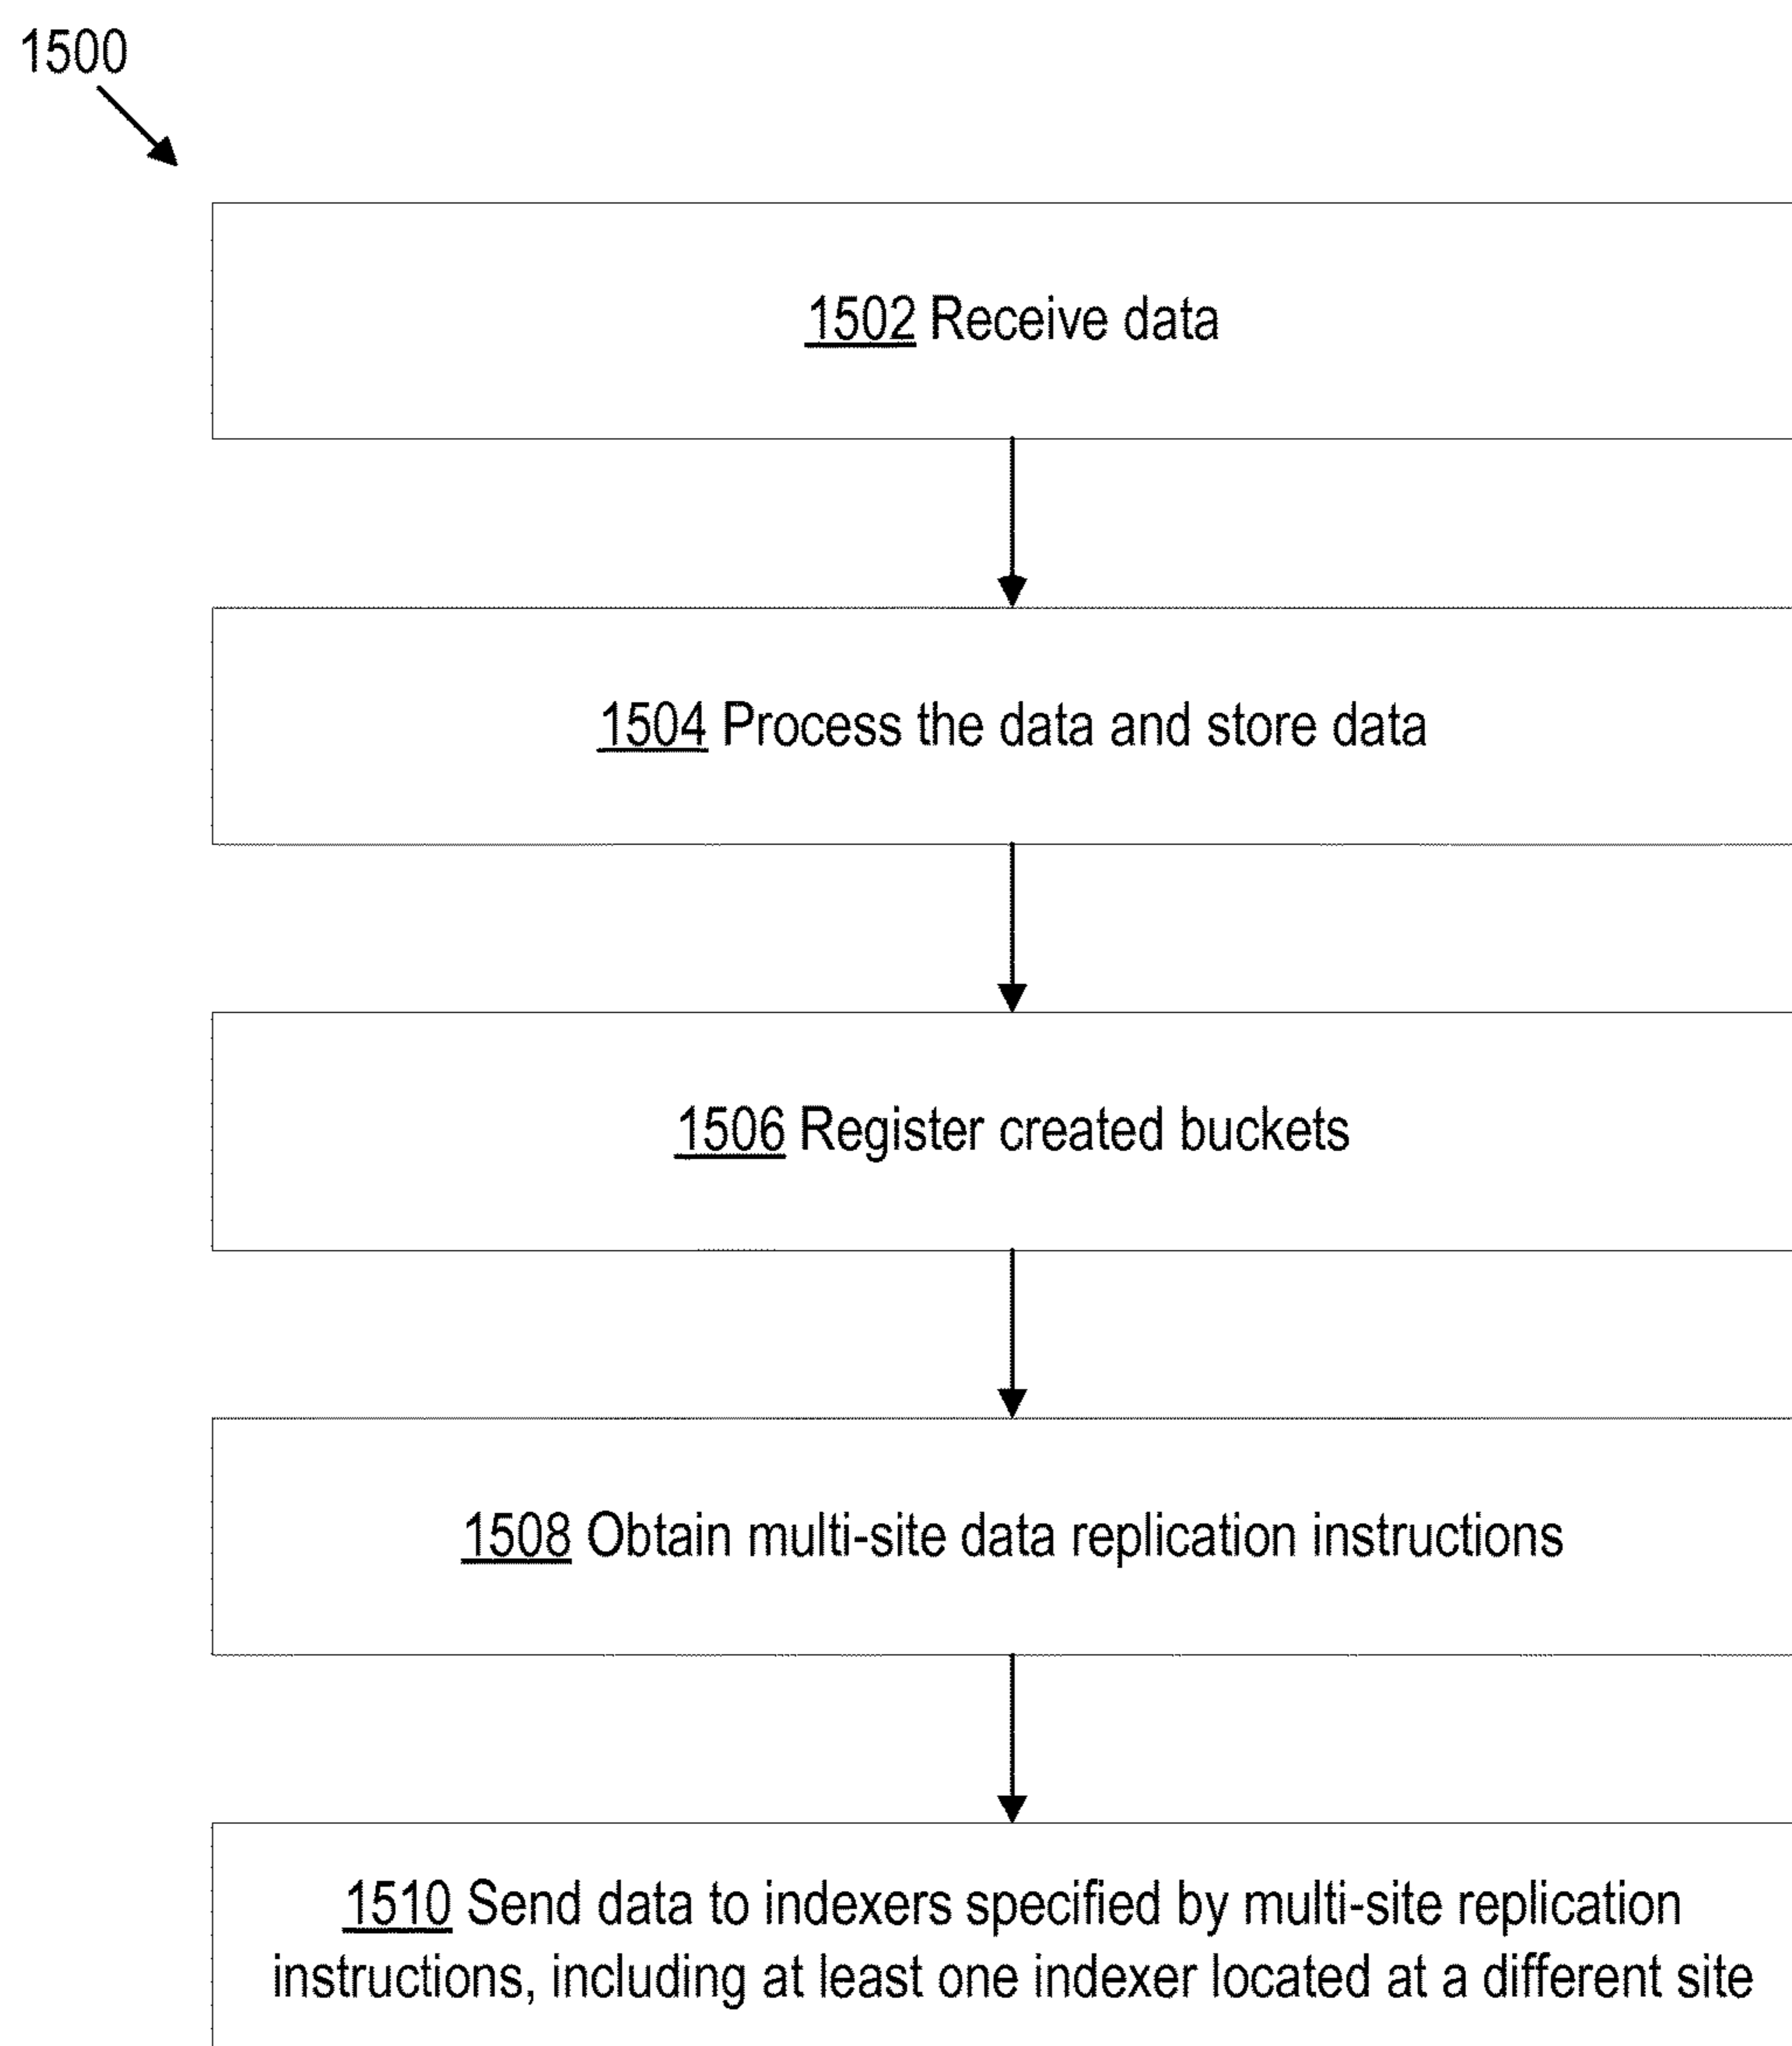 1500
1502 Receive data
1504 Process the data and store data
1506 Register created buckets
1508 Obtain multi-site data replication instructions
1510 Send data to indexers specified by multi-site replication
instructions, including at least one indexer located at a different site